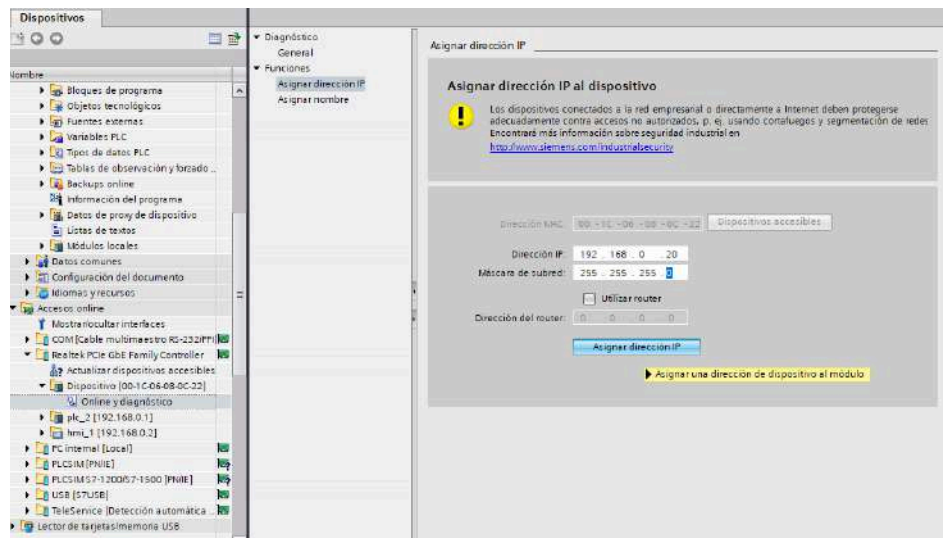 Dispositivos
Nombre
Bloques de programa
Objetos tecnológicos
Fuentes externas
Variables PLC
Tipos de datos PLC
Tablas de observación y forzado ...
Backups online
Información del programa
Datos de proxy de dispositivo
Listas de textos
Módulos locales
Datos comunes
Configuración del documento
Idiomas y recursos
Accesos online
Mostrar/ocultar interfaces
COM [Cable multimaestro RS-232/PPI]
Realtek PCIe GbE Family Controller
Actualizar dispositivos accesibles
Dispositivo [00-1C-06-08-0C-22]
Online y diagnóstico
plc_2 [192.168.0.1]
hmi_1 [192.168.0.2]
PC internal [Local]
PLCSIM [PN/IE]
PLCSIM S7-1200/S7-1500 [PN/IE]
USB [S7USB]
TeleService [Detección automática ...
Lector de tarjetas/memoria USB
Diagnóstico
General
Funciones
Asignar dirección IP
Asignar nombre
Asignar dirección IP
Asignar dirección IP al dispositivo
Los dispositivos conectados a la red empresarial o directamente a Internet deben protegerse
adecuadamente contra accesos no autorizados, p. ej. usando cortafuegos y segmentación de redes
Encontrará más información sobre seguridad industrial en
http://www.siemens.com/industrialsecurity
Dirección MAC: 00 -1C -06 -08 -0C -22 Dispositivos accesibles
Dirección IP: 192 . 168 . 0 . 20
Máscara de subred: 255 . 255 . 255 . 0
Utilizar router
Dirección del router: 0 . 0 . 0 . 0
Asignar dirección IP
Asignar una dirección de dispositivo al módulo